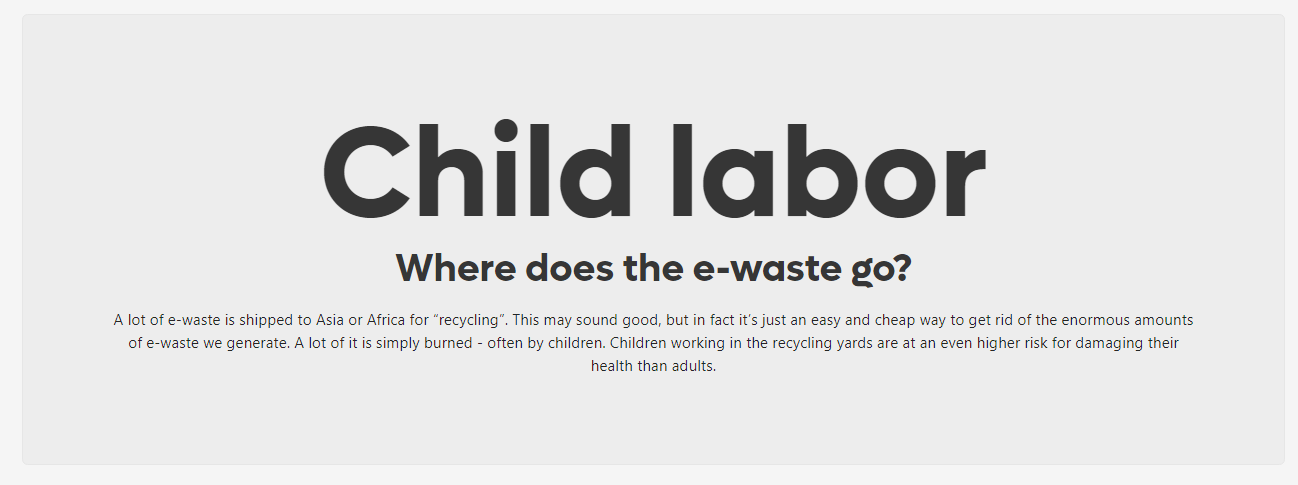 Child labor
Where does the e-waste go?
A lot of e-waste is shipped to Asia or Africa for “recycling”. This may sound good, but in fact it’s just an easy and cheap way to get rid of the enormous amounts
of e-waste we generate. A lot of it is simply burned - often by children. Children working in the recycling yards are at an even higher risk for damaging their
health than adults.